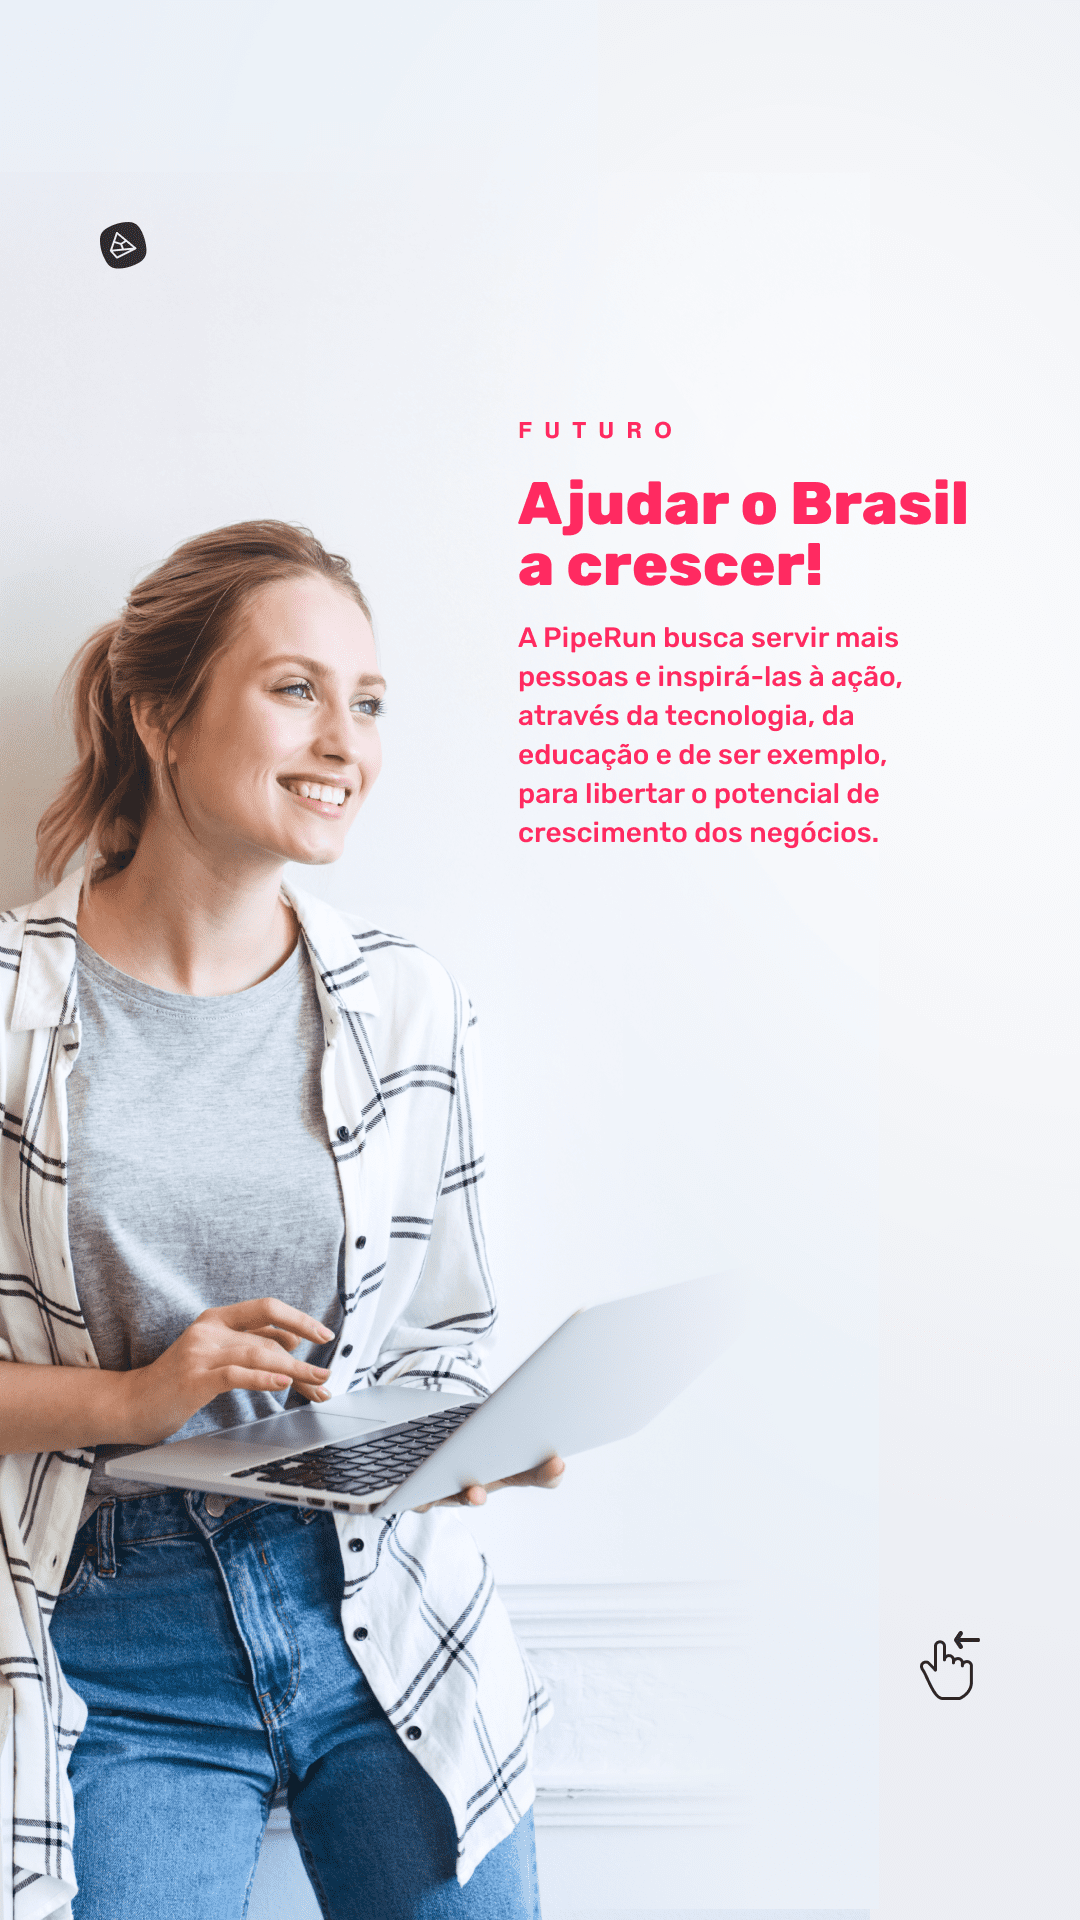 FUTURO
Ajudar o Brasil
a crescer!
A PipeRun busca servir mais
pessoas e inspirá-las à ação,
através da tecnologia, da
educação e de ser exemplo,
para libertar o potencial de
crescimento dos negócios.